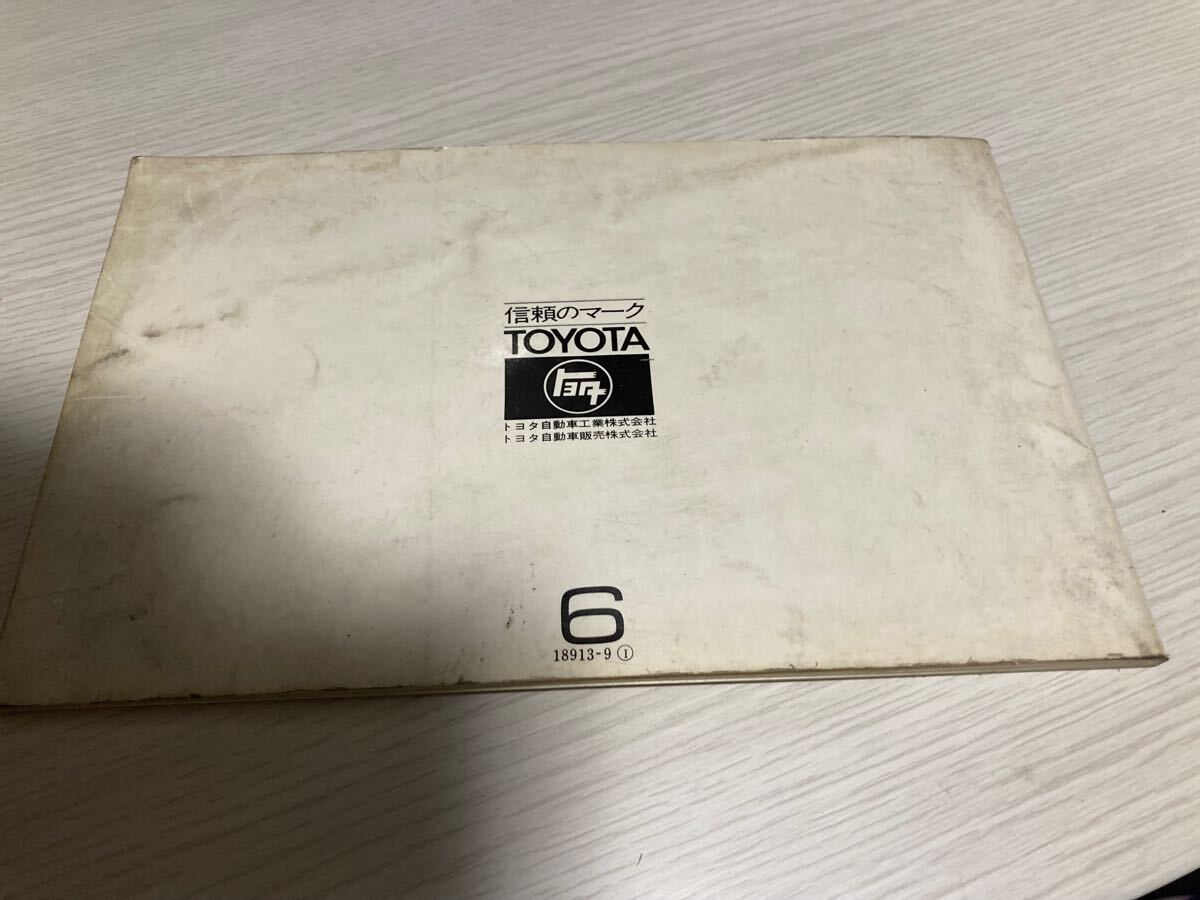 信頼のマーク
TOYOTA
トヨタ
トヨタ自動車工業株式会社
トヨタ自動車販売株式会社
6
18913-9 ①